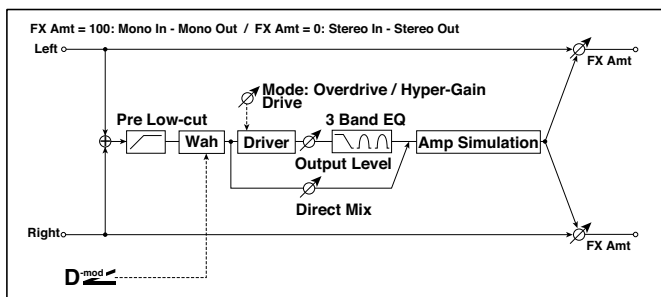 FX Amt = 100: Mono In - Mono Out / FX Amt = 0: Stereo In - Stereo Out
Left
FX Amt
Mode: Overdrive / Hyper-Gain
Drive
Pre Low-cut
3 Band EQ
Wah
Driver
Amp Simulation
Output Level
Direct Mix
Right
FX Amt
D-mod